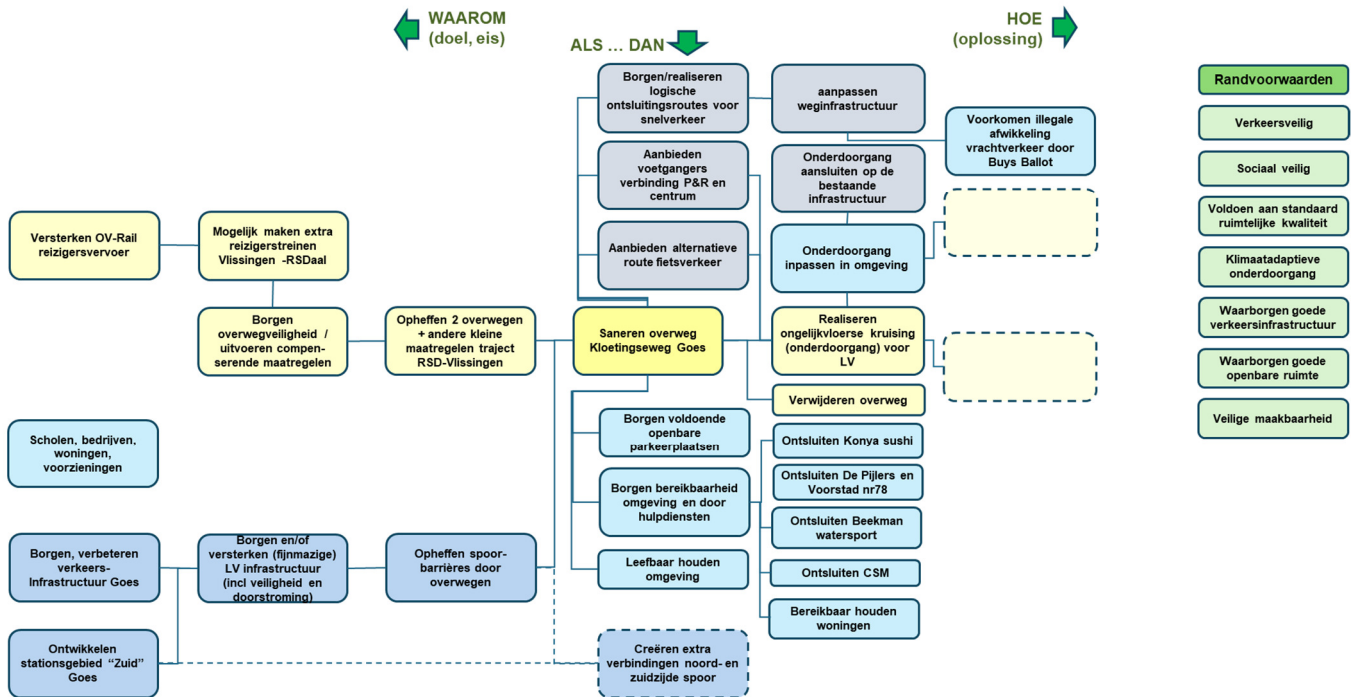 WAAROM
(doel, eis)
HOE
(oplossing)
ALS ... DAN
Borgen/realiseren
logische
ontsluitingsroutes voor
snelverkeer
aanpassen
weginfrastructuur
Randvoorwaarden
Voorkomen illegale
afwikkeling
vrachtverkeer door
Buys Ballot
Verkeersveilig
Aanbieden
voetgangers
verbinding P&R en
centrum
Onderdoorgang
aansluiten op de
bestaande
infrastructuur
Sociaal veilig
Versterken OV-Rail
reizigersvervoer
Mogelijk maken extra
reizigerstreinen
Vlissingen -RSDaal
Aanbieden alternatieve
route fietsverkeer
Onderdoorgang
inpassen in omgeving
Voldoen aan standaard
ruimtelijke kwaliteit
Klimaatadaptieve
onderdoorgang
Borgen
overwegveiligheid /
uitvoeren compen-
serende maatregelen
Opheffen 2 overwegen
+ andere kleine
maatregelen traject
RSD-Vlissingen
Saneren overweg
Kloetingseweg Goes
Realiseren
ongelijkvloerse kruising
(onderdoorgang) voor
LV
Waarborgen goede
verkeersinfrastructuur
Waarborgen goede
openbare ruimte
Verwijderen overweg
Veilige maakbaarheid
Scholen, bedrijven,
woningen,
voorzieningen
Borgen voldoende
openbare
parkeerplaatsen
Ontsluiten Konya sushi
Ontsluiten De Pijlers en
Voorstad nr78
Borgen bereikbaarheid
omgeving en door
hulpdiensten
Ontsluiten Beekman
watersport
Borgen, verbeteren
verkeers-
Infrastructuur Goes
Borgen en/of
versterken (fijnmazige)
LV infrastructuur
(incl veiligheid en
doorstroming)
Opheffen spoor-
barrières door
overwegen
Leefbaar houden
omgeving
Ontsluiten CSM
Bereikbaar houden
woningen
Ontwikkelen
stationsgebied “Zuid”
Goes
Creëren extra
verbindingen noord- en
zuidzijde spoor